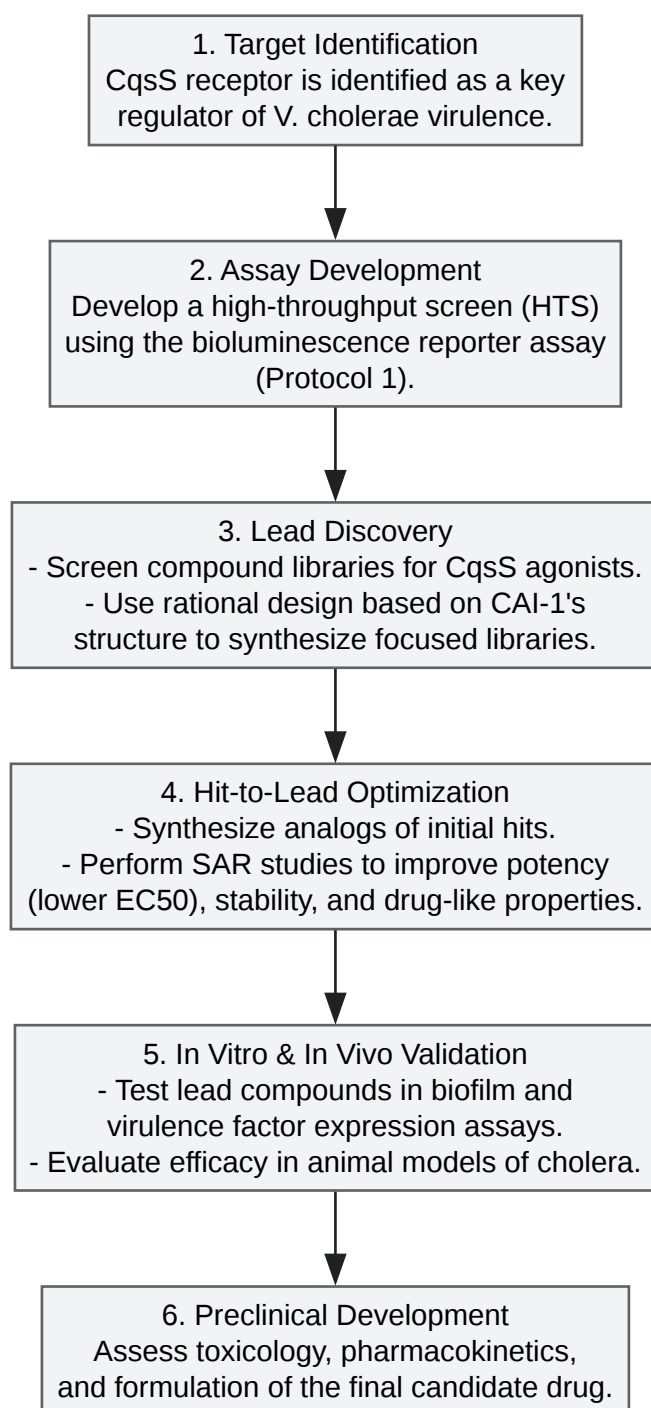 1. Target Identification
CqsS receptor is identified as a key
regulator of V. cholerae virulence.
2. Assay Development
Develop a high-throughput screen (HTS)
using the bioluminescence reporter assay
(Protocol 1).
3. Lead Discovery
- Screen compound libraries for CqsS agonists.
- Use rational design based on CAI-1's
structure to synthesize focused libraries.
4. Hit-to-Lead Optimization
- Synthesize analogs of initial hits.
- Perform SAR studies to improve potency
(lower EC50), stability, and drug-like properties.
5. In Vitro & In Vivo Validation
- Test lead compounds in biofilm and
virulence factor expression assays.
- Evaluate efficacy in animal models of cholera.
6. Preclinical Development
Assess toxicology, pharmacokinetics,
and formulation of the final candidate drug.